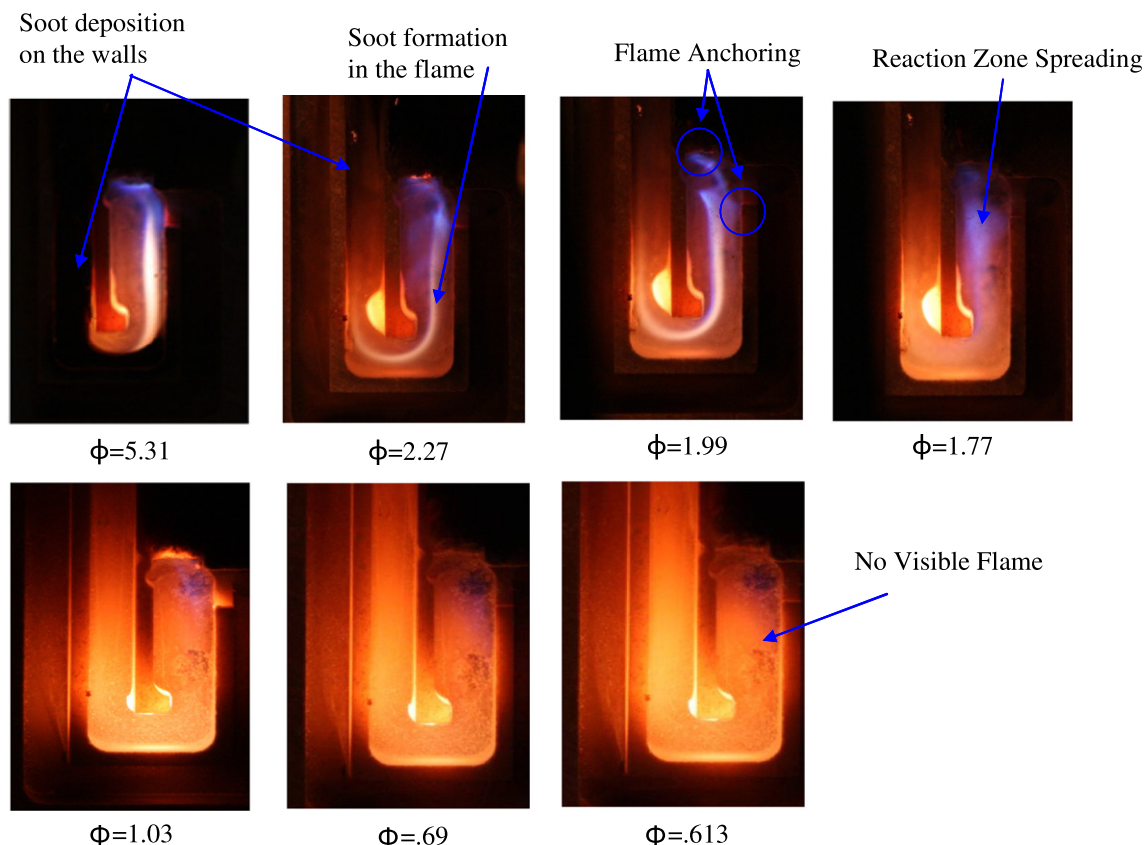 Soot deposition
on the walls
Soot formation
in the flame
Flame Anchoring
Reaction Zone Spreading
ϕ=5.31
ϕ=2.27
ϕ=1.99
ϕ=1.77
No Visible Flame
ϕ=1.03
ϕ=.69
ϕ=.613